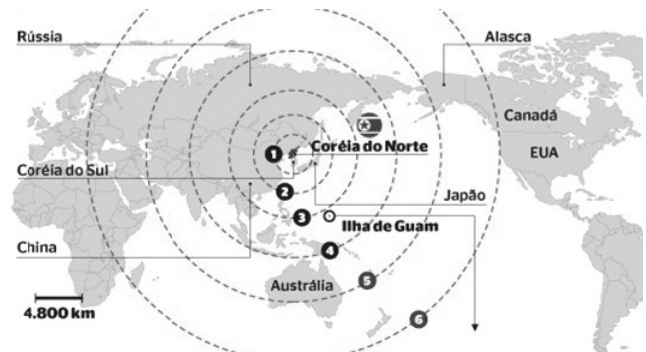 Rússia
Alasca
Canadá
1
Coréia do Norte
EUA
Coréia do Sul
2
Japão
3
Ilha de Guam
China
4
Austrália
5
4.800 km
6